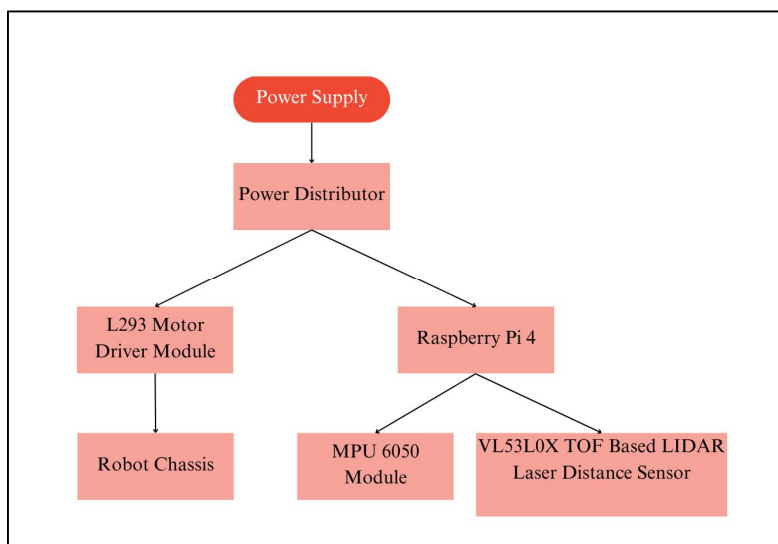 Power Supply
Power Distributor
L293 Motor
Driver Module
Raspberry Pi 4
Robot Chassis
MPU 6050
Module
VL53L0X TOF Based LIDAR
Laser Distance Sensor